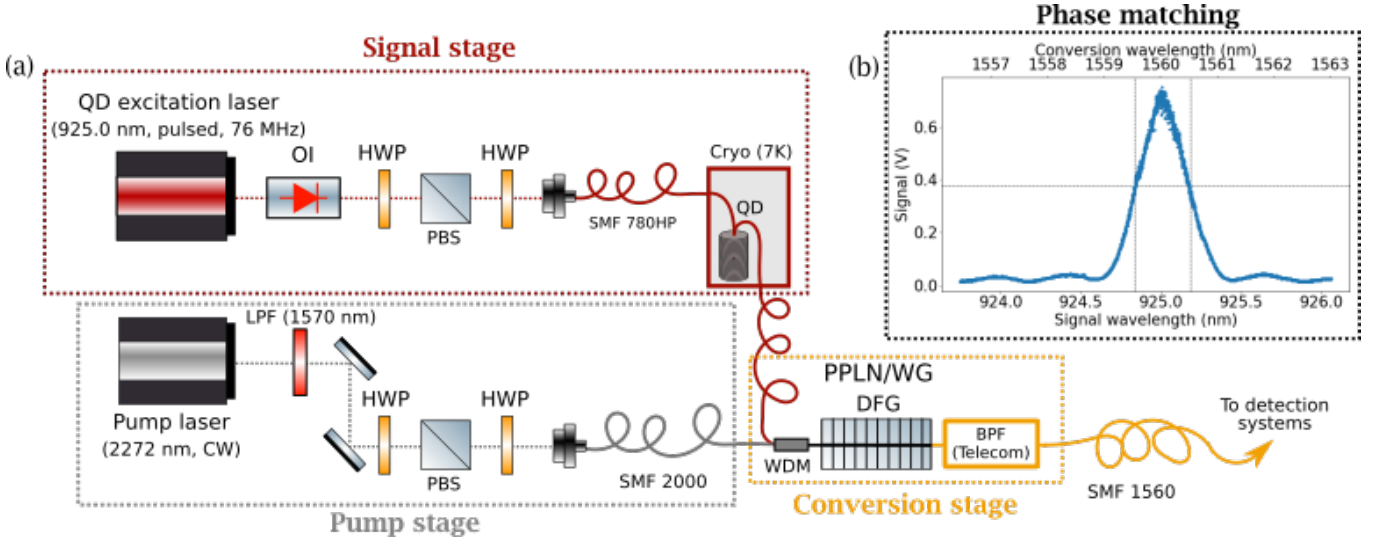 Phase matching
Signal stage
(a)
QD excitation laser
(925.0 nm, pulsed, 76 MHz)
OI
HWP
HWP
PBS
SMF 780HP
Cryo (7K)
QD
(b)
Conversion wavelength (nm)
1557 1558 1559 1560 1561 1562 1563
Signal (V)
0.6
0.4
0.2
0.0
924.0 924.5 925.0 925.5 926.0
Signal wavelength (nm)
LPF (1570 nm)
Pump laser
(2272 nm, CW)
HWP
HWP
PBS
SMF 2000
Pump stage
PPLN/WG
DFG
WDM
BPF
(Telecom)
Conversion stage
SMF 1560
To detection
systems